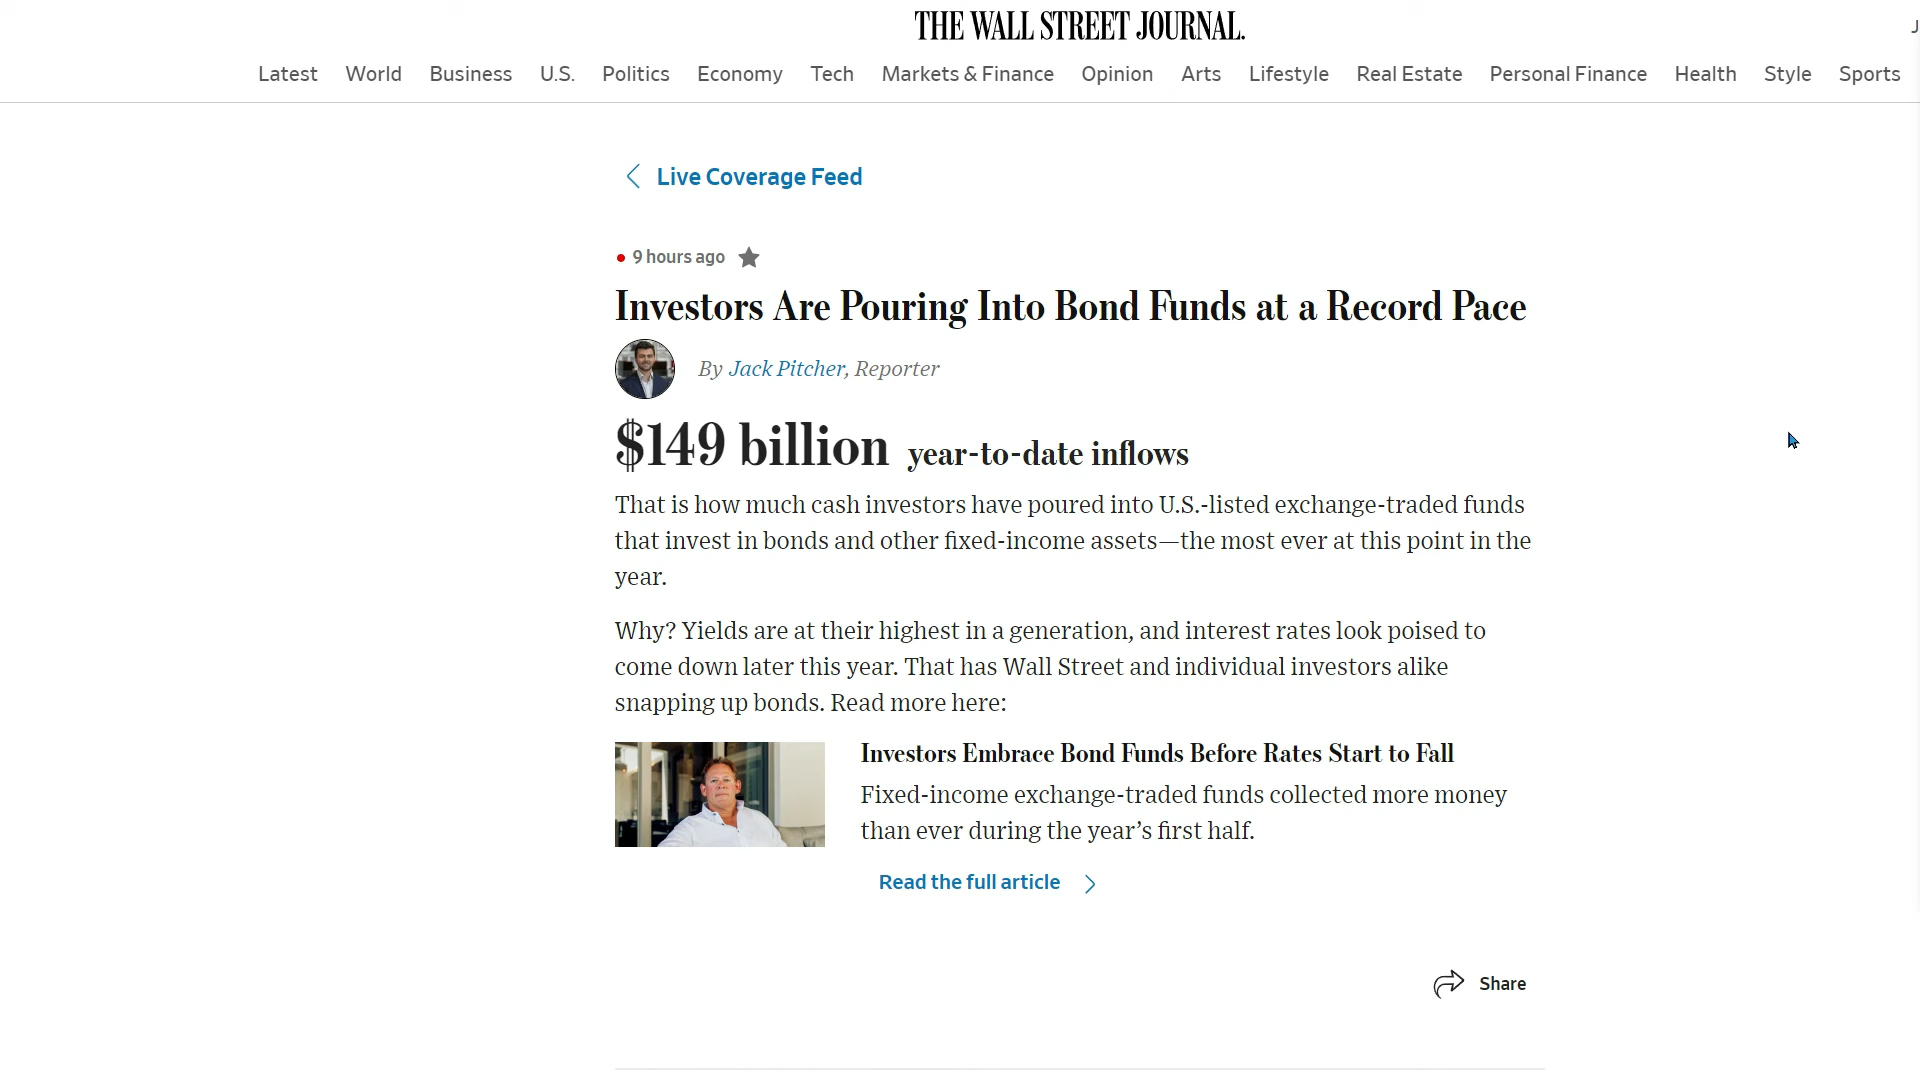 THE WALL STREET JOURNAL.
J
Latest World Business U.S. Politics Economy Tech Markets & Finance Opinion Arts Lifestyle Real Estate Personal Finance Health Style Sports
Live Coverage Feed
9 hours ago
Investors Are Pouring Into Bond Funds at a Record Pace
By Jack Pitcher, Reporter
$149 billion year-to-date inflows
That is how much cash investors have poured into U.S.-listed exchange-traded funds
that invest in bonds and other fixed-income assets—the most ever at this point in the
year.
Why? Yields are at their highest in a generation, and interest rates look poised to
come down later this year. That has Wall Street and individual investors alike
snapping up bonds. Read more here:
Investors Embrace Bond Funds Before Rates Start to Fall
Fixed-income exchange-traded funds collected more money
than ever during the year’s first half.
Read the full article
Share